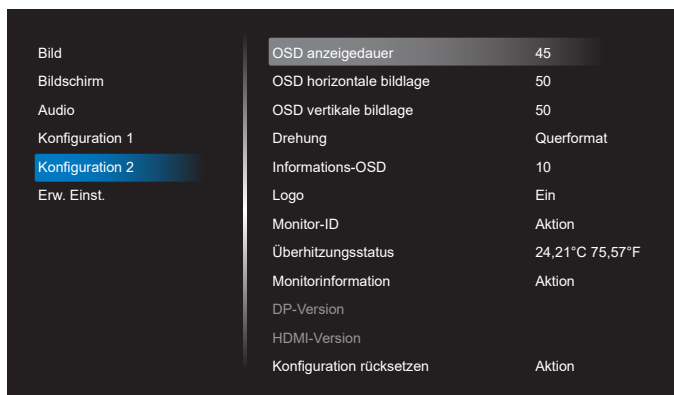 Bild
Bildschirm
Audio
Konfiguration 1
Konfiguration 2
Erw. Einst.
OSD anzeigedauer 45
OSD horizontale bildlage 50
OSD vertikale bildlage 50
Drehung Querformat
Informations-OSD 10
Logo Ein
Monitor-ID Aktion
Überhitzungsstatus 24,21°C 75,57°F
Monitorinformation Aktion
DP-Version
HDMI-Version
Konfiguration rücksetzen Aktion